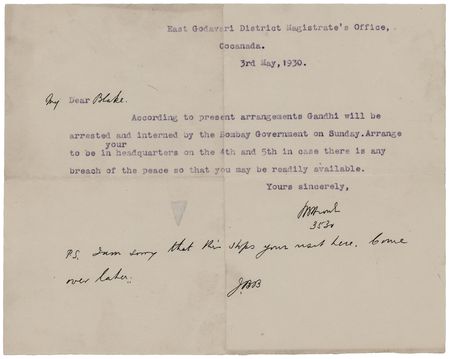 East Godavari District Magistrate's Office,
Cocanada.
3rd May, 1930.
My Dear Blake.
According to present arrangements Gandhi will be
arrested and interned by the Bombay Government on Sunday. Arrange
your
to be in headquarters on the 4th and 5th in case there is any
breach of the peace so that you may be readily available.
Yours sincerely,
3530
P.S. I am sorry that this stops your visit here. Come
over later.